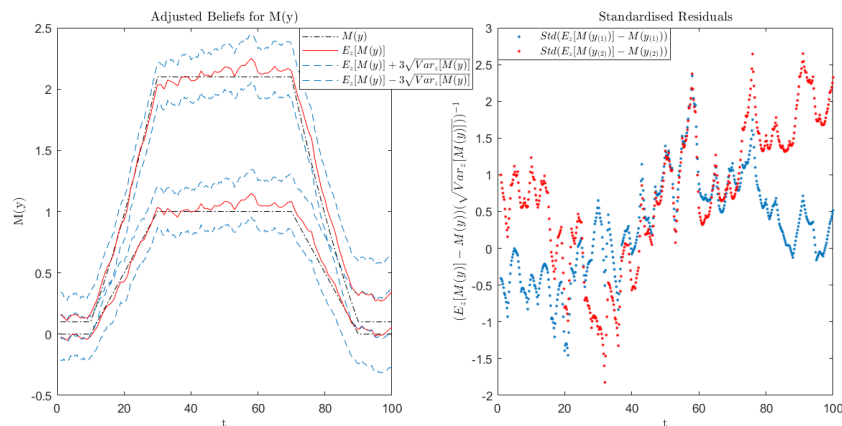 Adjusted Beliefs for M(y)
M(y)
E_z[M(y)]
E_z[M(y)] + 3√Var_z[M(y)]
E_z[M(y)] − 3√Var_z[M(y)]
M(y)
2.5
2
1.5
1
0.5
0
-0.5
0 20 40 60 80 100
t
Standardised Residuals
Std(E_z[M(y_(1))] − M(y_(1)))
Std(E_z[M(y_(2))] − M(y_(2)))
(E_z[M(y)] − M(y))(√Var_z[M(y)]))^−1
3
2.5
2
1.5
1
0.5
0
-0.5
-1
-1.5
-2
0 20 40 60 80 100
t